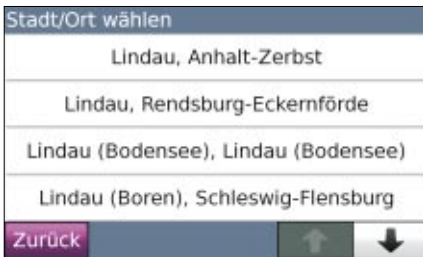 Stadt/Ort wählen
Lindau, Anhalt-Zerbst
Lindau, Rendsburg-Eckernförde
Lindau (Bodensee), Lindau (Bodensee)
Lindau (Boren), Schleswig-Flensburg
Zurück